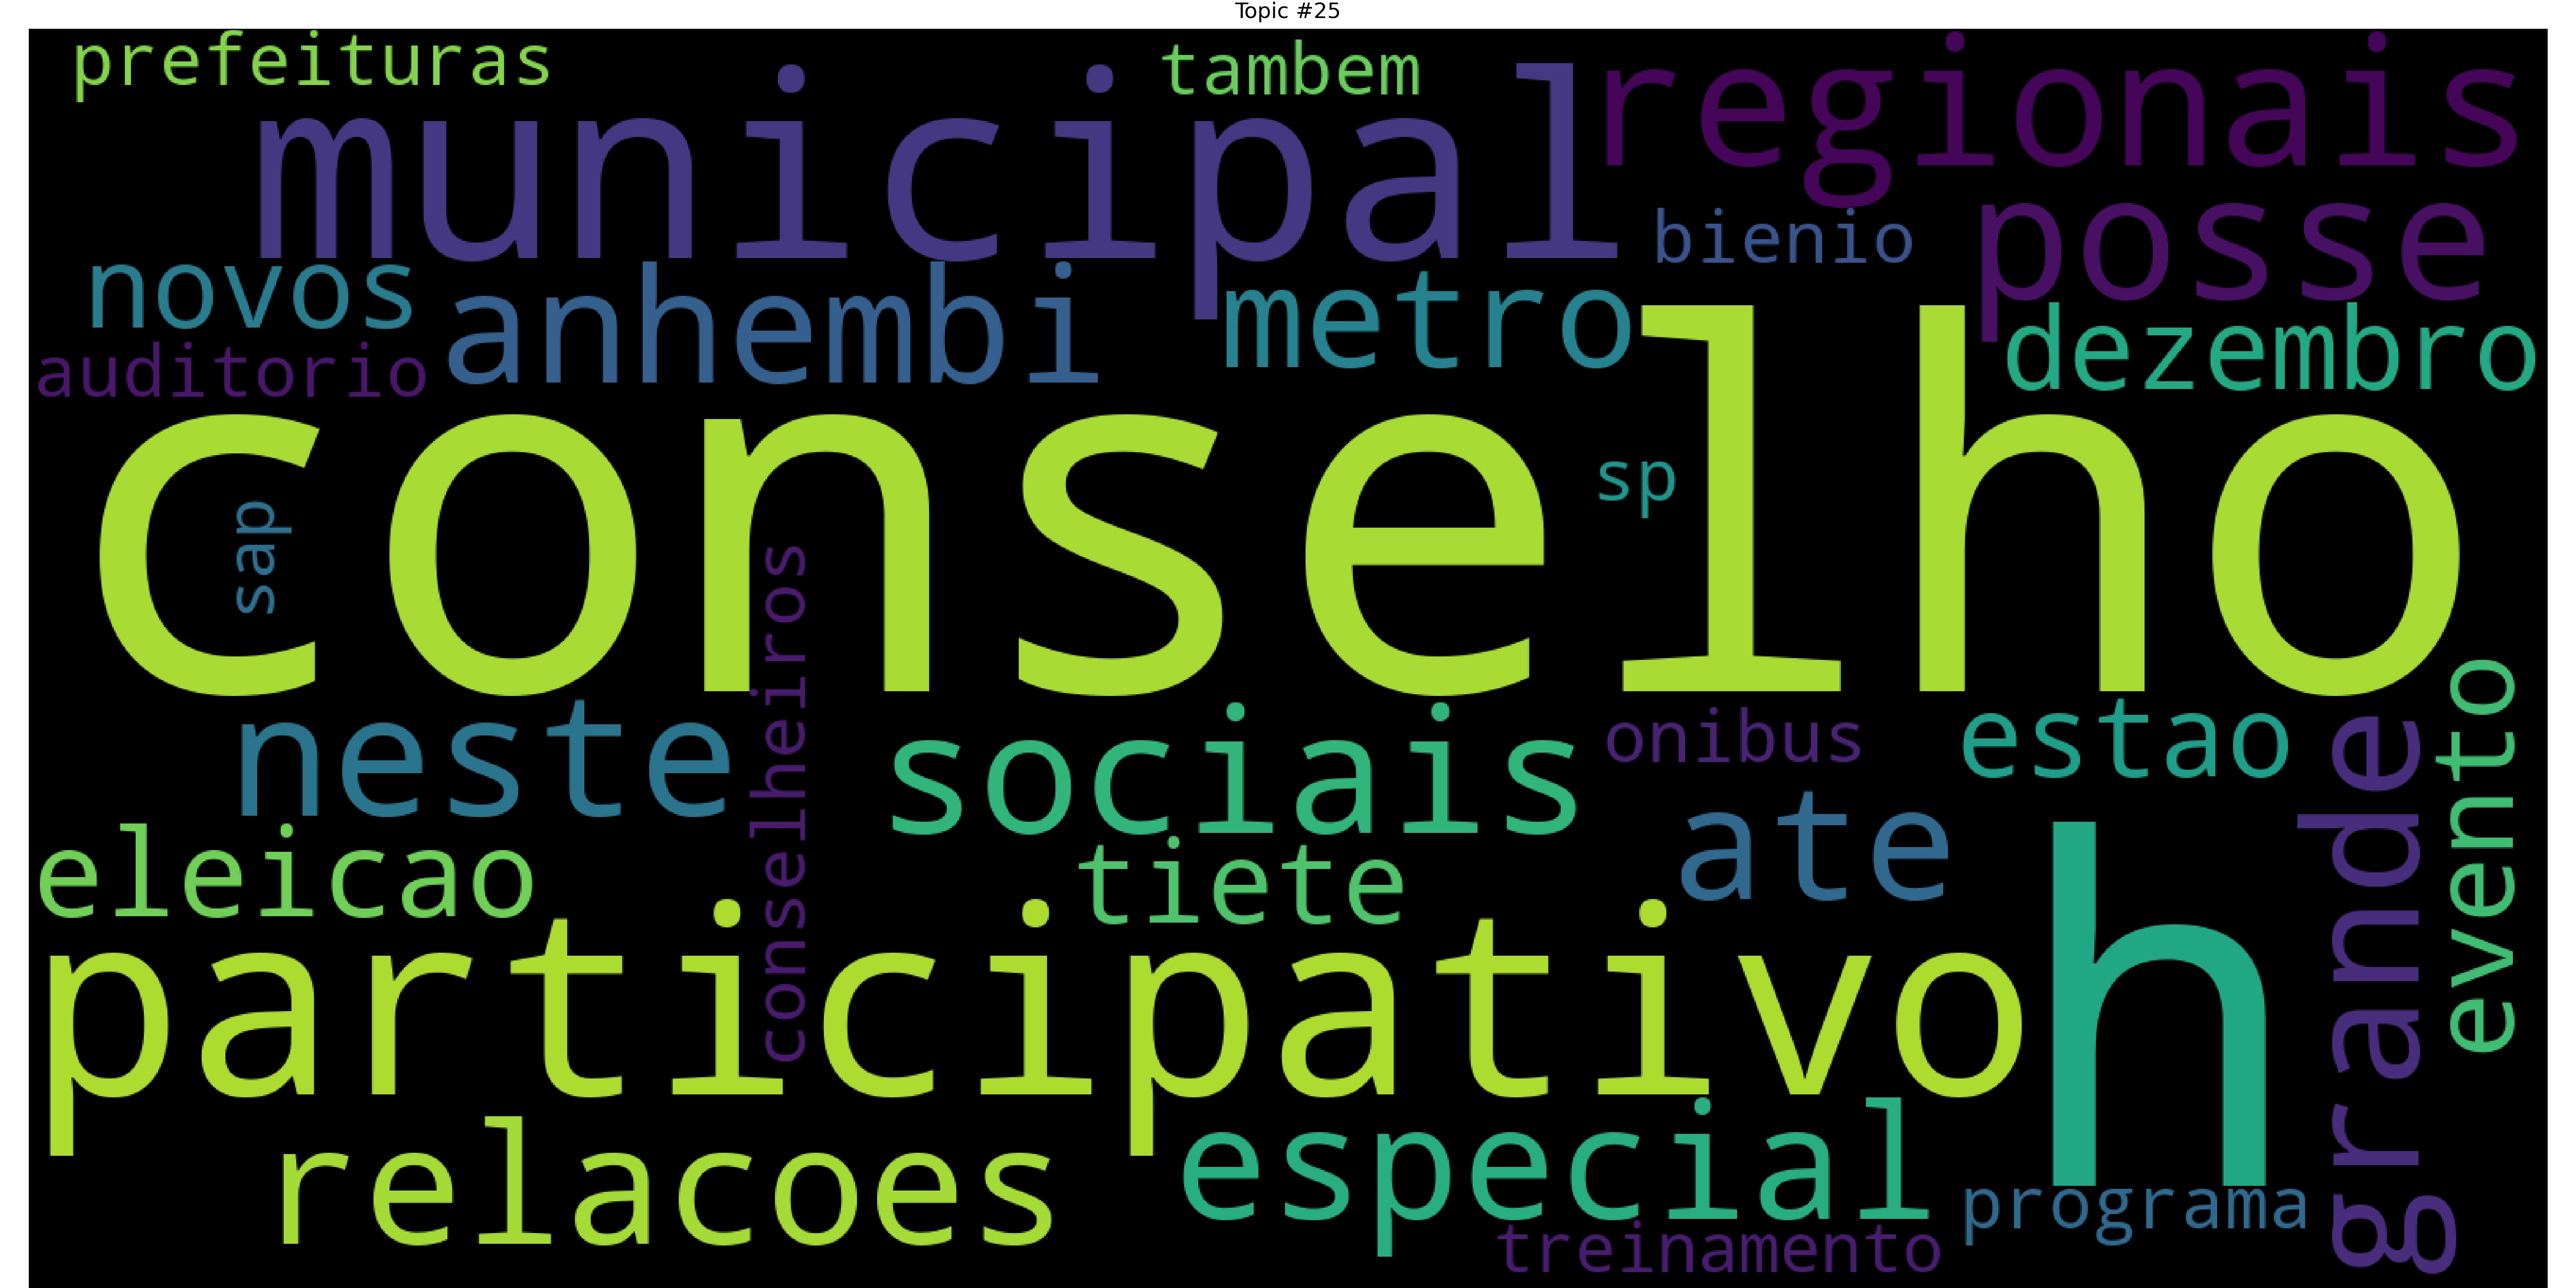 Topic #25
prefeituras
tambem
municipal
regionais
bienio
posse
novos
anhembi
metro
dezembro
auditorio
conselho
sp
sap
conselheiros
neste
sociais
onibus
estao
evento
grande
ate
eleicao
tiete
h
participativo
relacoes
especial
programa
treinamento